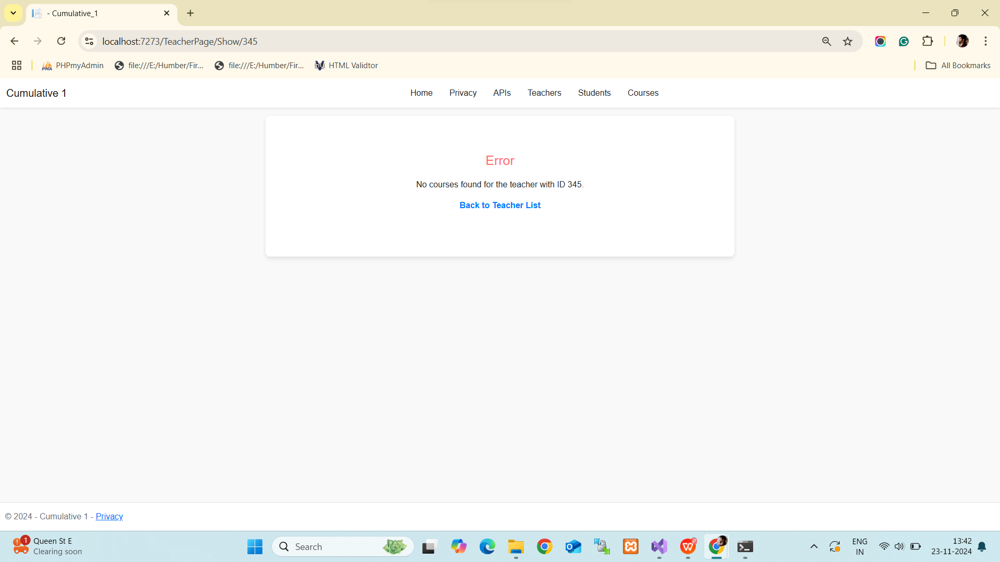 - Cumulative_1
localhost:7273/TeacherPage/Show/345
PMA PHPmyAdmin file:///E:/Humber/Fir... file:///E:/Humber/Fir... nu HTML Validtor All Bookmarks
Cumulative 1 Home Privacy APIs Teachers Students Courses
Error
No courses found for the teacher with ID 345.
Back to Teacher List
© 2024 - Cumulative 1 - Privacy
1 Queen St E
Clearing soon
Search
ENG
IN
13:42
23-11-2024